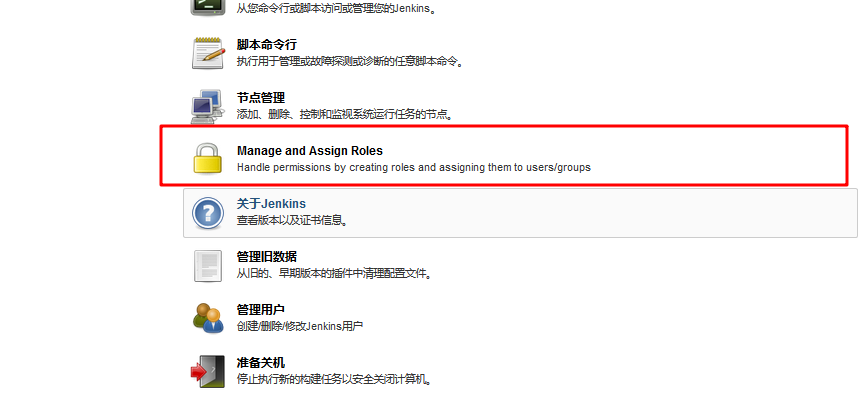 从您命令行或脚本访问或管理您的Jenkins。
脚本命令行
执行用于管理或故障探测或诊断的任意脚本命令。
节点管理
添加、删除、控制和监视系统运行任务的节点。
Manage and Assign Roles
Handle permissions by creating roles and assigning them to users/groups
关于Jenkins
查看版本以及证书信息。
管理旧数据
从旧的、早期版本的插件中清理配置文件。
管理用户
创建/删除/修改Jenkins用户
准备关机
停止执行新的构建任务以安全关闭计算机。